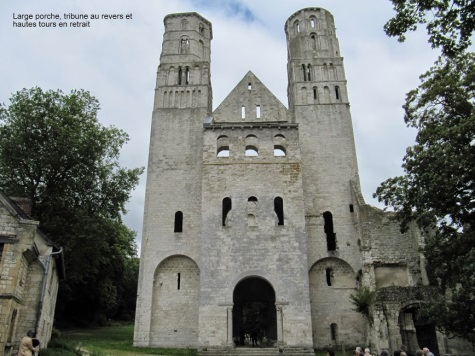 Large porche, tribune au revers et
hautes tours en retrait